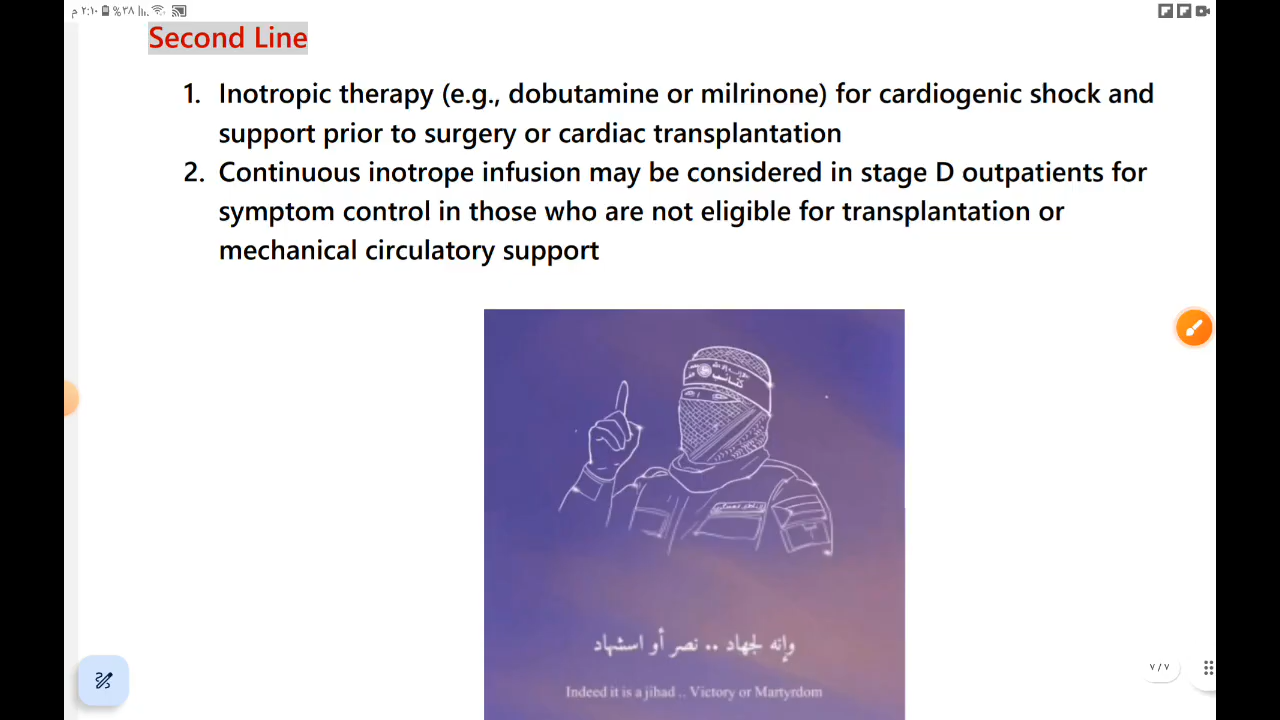 ٢:١٠ م
%٣٨
Second Line
1. Inotropic therapy (e.g., dobutamine or milrinone) for cardiogenic shock and
support prior to surgery or cardiac transplantation
2. Continuous inotrope infusion may be considered in stage D outpatients for
symptom control in those who are not eligible for transplantation or
mechanical circulatory support
كتائب
وإنه لجهاد .. نصر أو استشهاد
Indeed it is a jihad .. Victory or Martyrdom
٧/٧